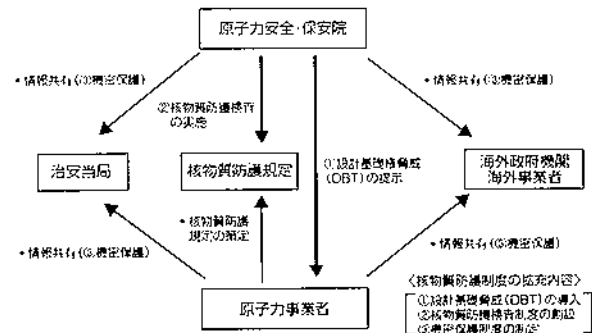 原子力安全・保安院
・情報共有(③機密保護)
・情報共有(③機密保護)
②核物質防護検査
の実施
①設計基礎脅威
(DBT)の提示
治安当局
核物質防護規定
海外政府機関
海外事業者
・核物質防護
規定の策定
・情報共有(③機密保護)
・情報共有(③機密保護)
原子力事業者
〈核物質防護制度の拡充内容〉
①設計基礎脅威(DBT)の導入
②核物質防護検査制度の創設
③機密保護制度の制定